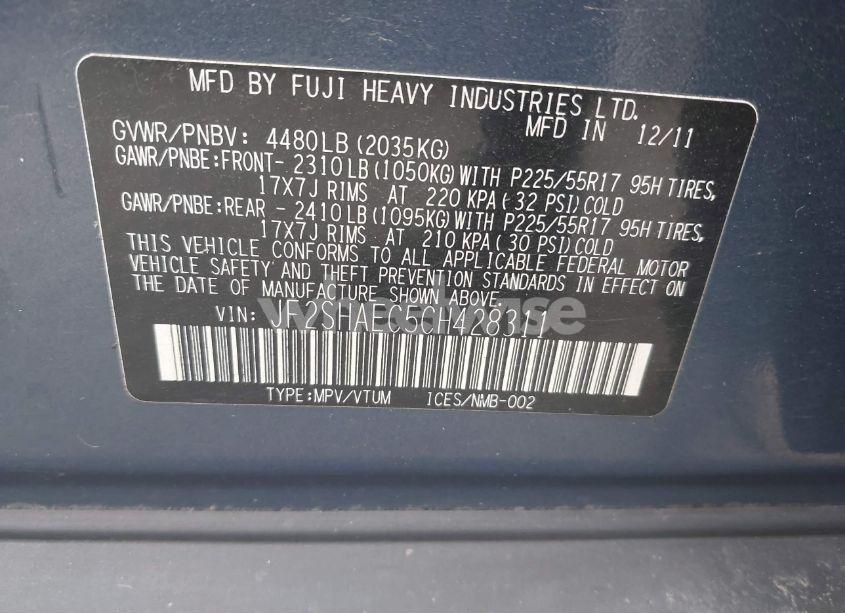 MFD BY FUJI HEAVY INDUSTRIES LTD.
MFD IN 12/11
GVWR/PNBV: 4480LB(2035KG)
GAWR/PNBE:FRONT- 2310LB(1050KG)WITH P225/55R17 95H TIRES,
17X7J RIMS AT 220 KPA( 32 PSI)COLD
GAWR/PNBE:REAR - 2410LB(1095KG)WITH P225/55R17 95H TIRES,
17X7J RIMS AT 210 KPA( 30 PSI)COLD
THIS VEHICLE CONFORMS TO ALL APPLICABLE FEDERAL MOTOR
VEHICLE SAFETY AND THEFT PREVENTION STANDARDS IN EFFECT ON
THE DATE OF MANUFACTURE SHOWN ABOVE.
VIN: JF2SHAEC5CH428311
TYPE:MPV/VTUM ICES/NMB-002